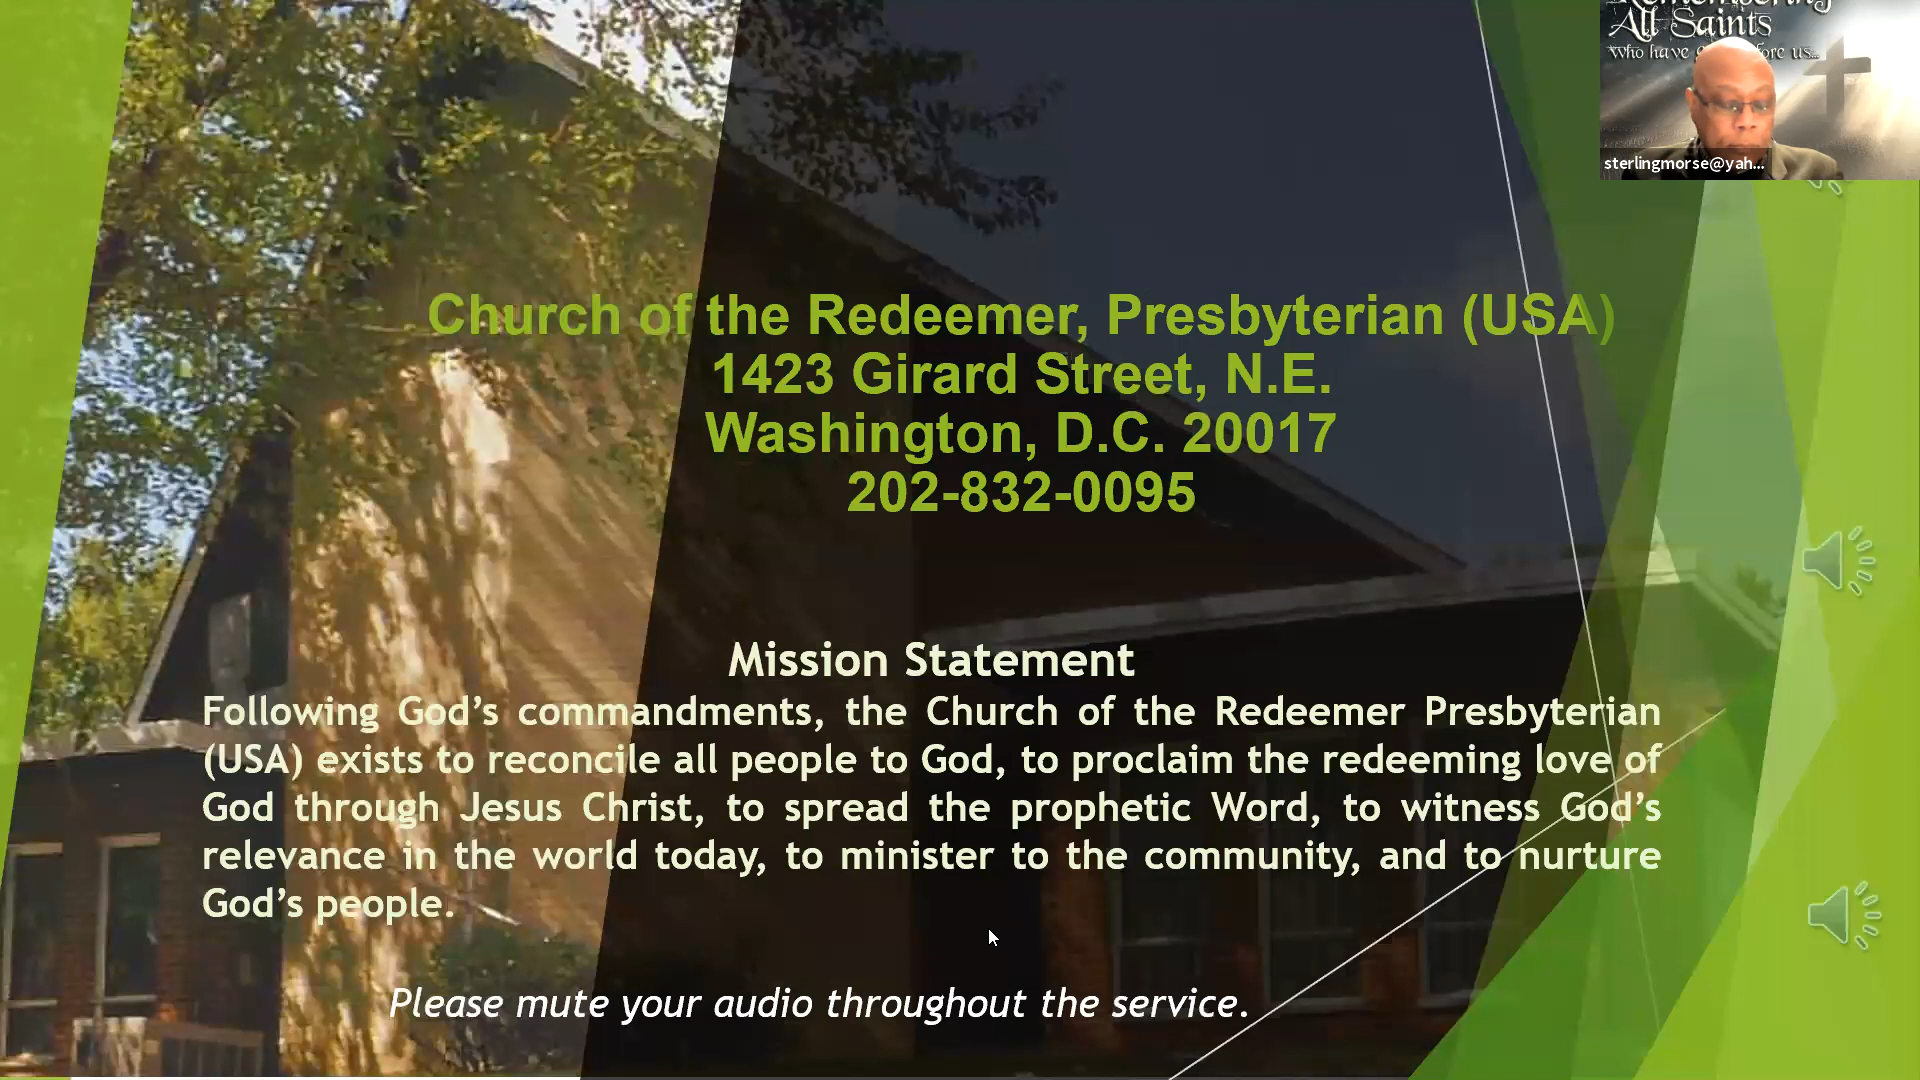 Remembering
All Saints
Who have
ore us...
sterlingmorse@yah...
Church of the Redeemer, Presbyterian (USA)
1423 Girard Street, N.E.
Washington, D.C. 20017
202-832-0095
Mission Statement
Following God’s commandments, the Church of the Redeemer Presbyterian
(USA) exists to reconcile all people to God, to proclaim the redeeming love of
God through Jesus Christ, to spread the prophetic Word, to witness God’s
relevance in the world today, to minister to the community, and to nurture
God’s people.
Please mute your audio throughout the service.